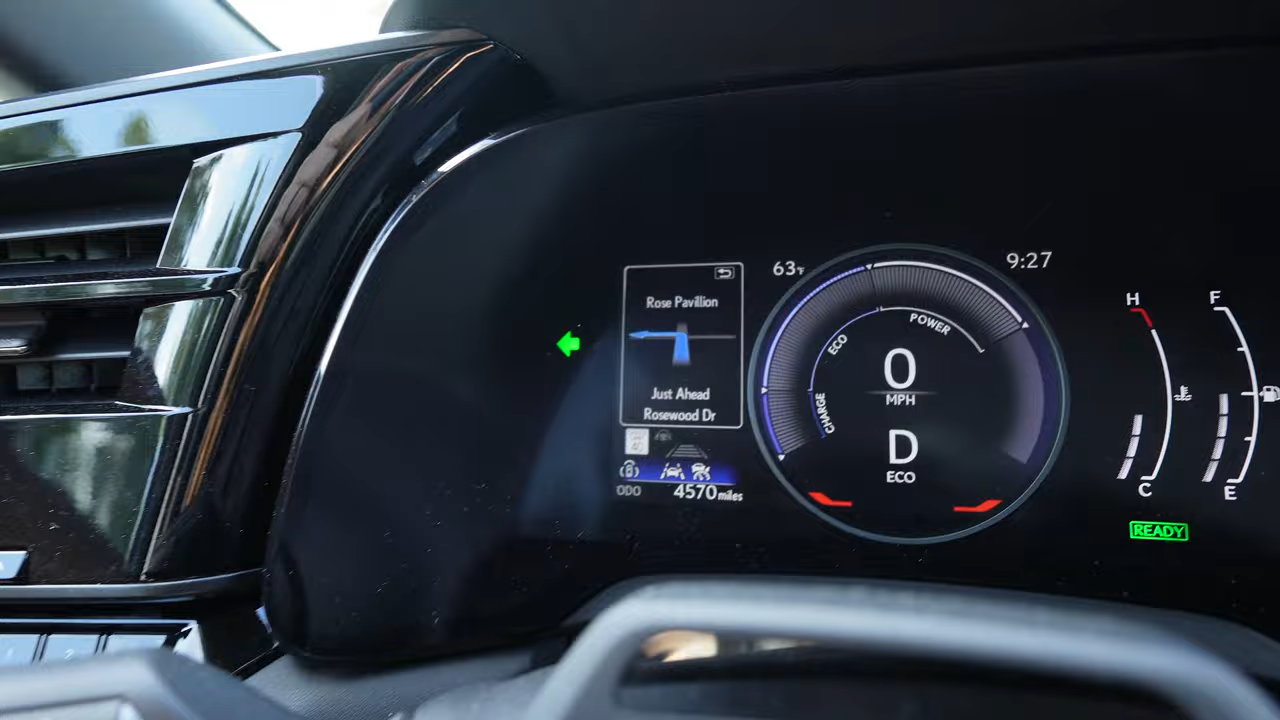 63°F
9:27
Rose Pavillion
Just Ahead
Rosewood Dr
ODO
4570 miles
CHARGE
ECO
POWER
0
MPH
D
ECO
H
C
F
E
READY
2